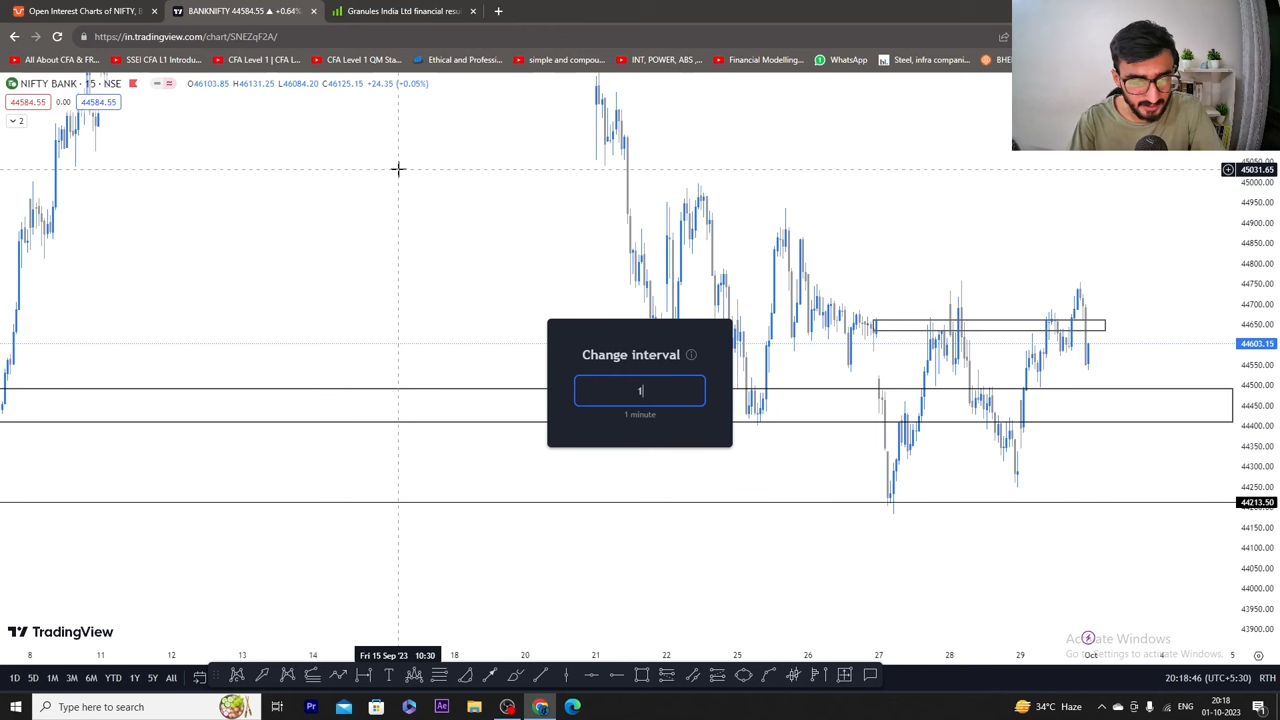 Open Interest Charts of NIFTY, B
BANKNIFTY 44584.55 ▲ +0.64%
Granules India Ltd financial resu
in.tradingview.com/chart/SNEZqF2A/
All About CFA & FR...
SSEI CFA L1 Introdu...
CFA Level 1 | CFA L...
CFA Level 1 QM Sta...
Ethical and Professi...
simple and compou...
INT, POWER, ABS ,...
Financial Modelling...
WhatsApp
Steel, infra compani...
BHE
NIFTY BANK · 15 · NSE
O46103.85 H46131.25 L46084.20 C46125.15 +24.35 (+0.05%)
44584.55 0.00 44584.55
2
45050.00
45031.65
45000.00
44950.00
44900.00
44850.00
44800.00
44750.00
44700.00
44650.00
44603.15
44550.00
44500.00
44450.00
44400.00
44350.00
44300.00
44250.00
44213.50
44150.00
44100.00
44050.00
44000.00
43950.00
43900.00
Change interval
1
1 minute
TradingView
Activate Windows
Go to Settings to activate Windows.
8 11 12 13 14 Fri 15 Sep '23 10:30 18 20 21 22 25 26 27 28 29 Oct 4 5
1D 5D 1M 3M 6M YTD 1Y 5Y All
20:18:46 (UTC+5:30) RTH
Type here to search
34°C Haze
ENG
20:18
01-10-2023